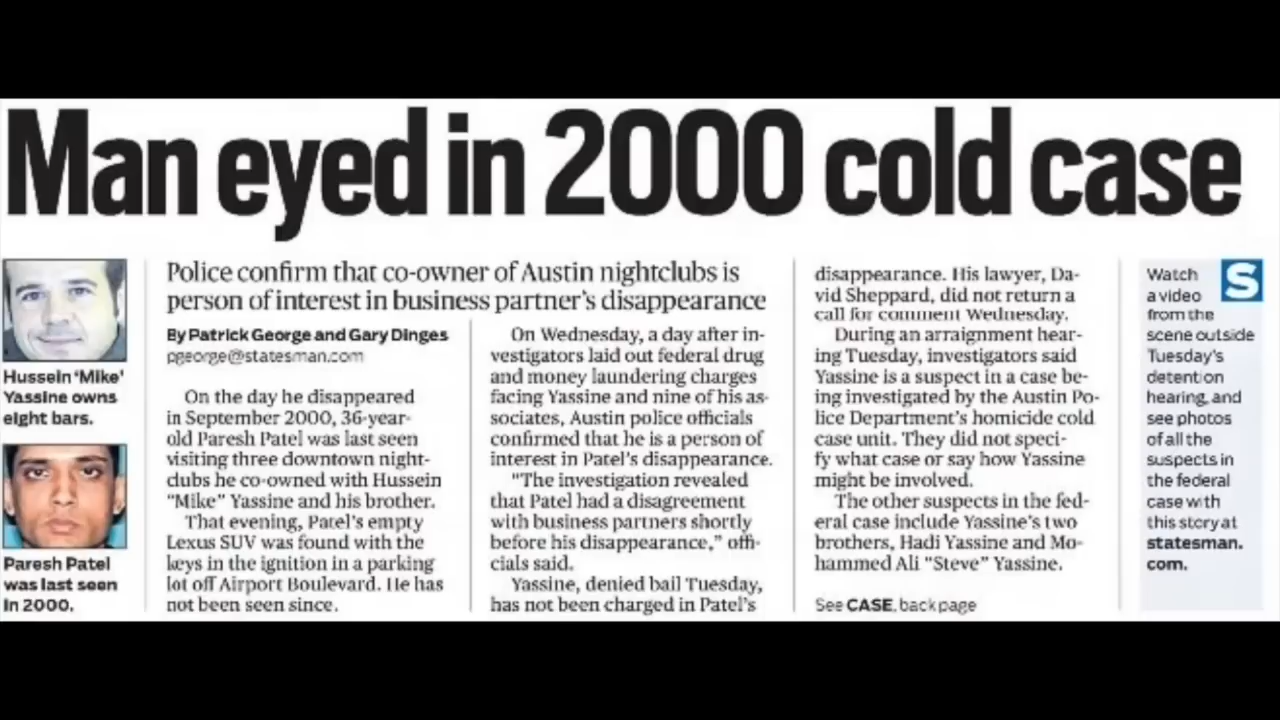 Man eyed in 2000 cold case
Hussein ‘Mike’
Yassine owns
eight bars.
Paresh Patel
was last seen
in 2000.
Police confirm that co-owner of Austin nightclubs is
person of interest in business partner’s disappearance
By Patrick George and Gary Dinges
pgeorge@statesman.com
On the day he disappeared
in September 2000, 36-year-
old Paresh Patel was last seen
visiting three downtown night-
clubs he co-owned with Hussein
“Mike” Yassine and his brother.
That evening, Patel’s empty
Lexus SUV was found with the
keys in the ignition in a parking
lot off Airport Boulevard. He has
not been seen since.
On Wednesday, a day after in-
vestigators laid out federal drug
and money laundering charges
facing Yassine and nine of his as-
sociates, Austin police officials
confirmed that he is a person of
interest in Patel’s disappearance.
“The investigation revealed
that Patel had a disagreement
with business partners shortly
before his disappearance,” offi-
cials said.
Yassine, denied bail Tuesday,
has not been charged in Patel’s
disappearance. His lawyer, Da-
vid Sheppard, did not return a
call for comment Wednesday.
During an arraignment hear-
ing Tuesday, investigators said
Yassine is a suspect in a case be-
ing investigated by the Austin Po-
lice Department’s homicide cold
case unit. They did not speci-
fy what case or say how Yassine
might be involved.
The other suspects in the fed-
eral case include Yassine’s two
brothers, Hadi Yassine and Mo-
hammed Ali “Steve” Yassine.
See CASE, back page
S
Watch
a video
from the
scene outside
Tuesday’s
detention
hearing, and
see photos
of all the
suspects in
the federal
case with
this story at
statesman.
com.